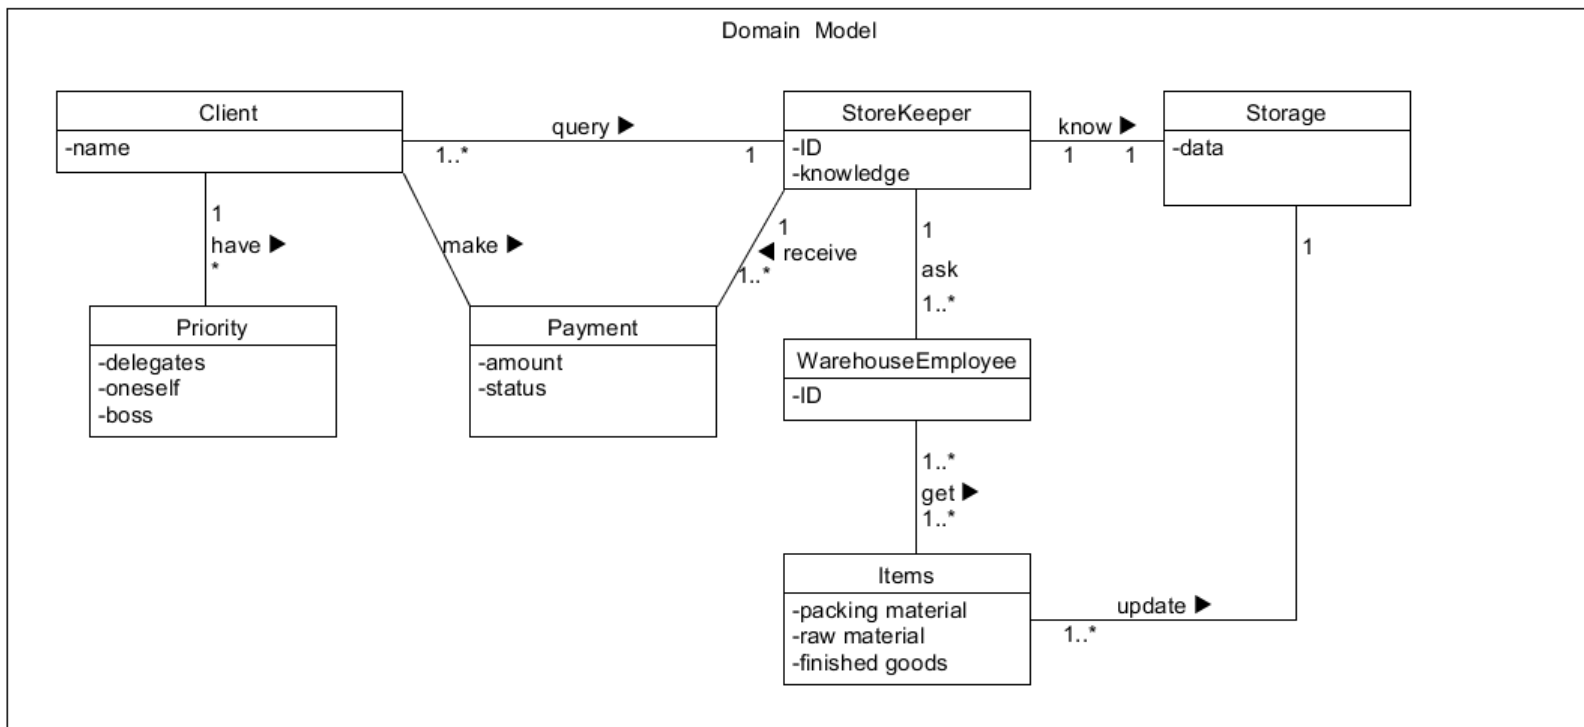 Domain Model
Client
-name
query ▶
1..*
1
StoreKeeper
-ID
-knowledge
know ▶
1
1
Storage
-data
1
have ▶
*
make ▶
1
◀ receive
1..*
1
ask
1..*
1
Priority
-delegates
-oneself
-boss
Payment
-amount
-status
WarehouseEmployee
-ID
1..*
get ▶
1..*
Items
-packing material
-raw material
-finished goods
update ▶
1..*